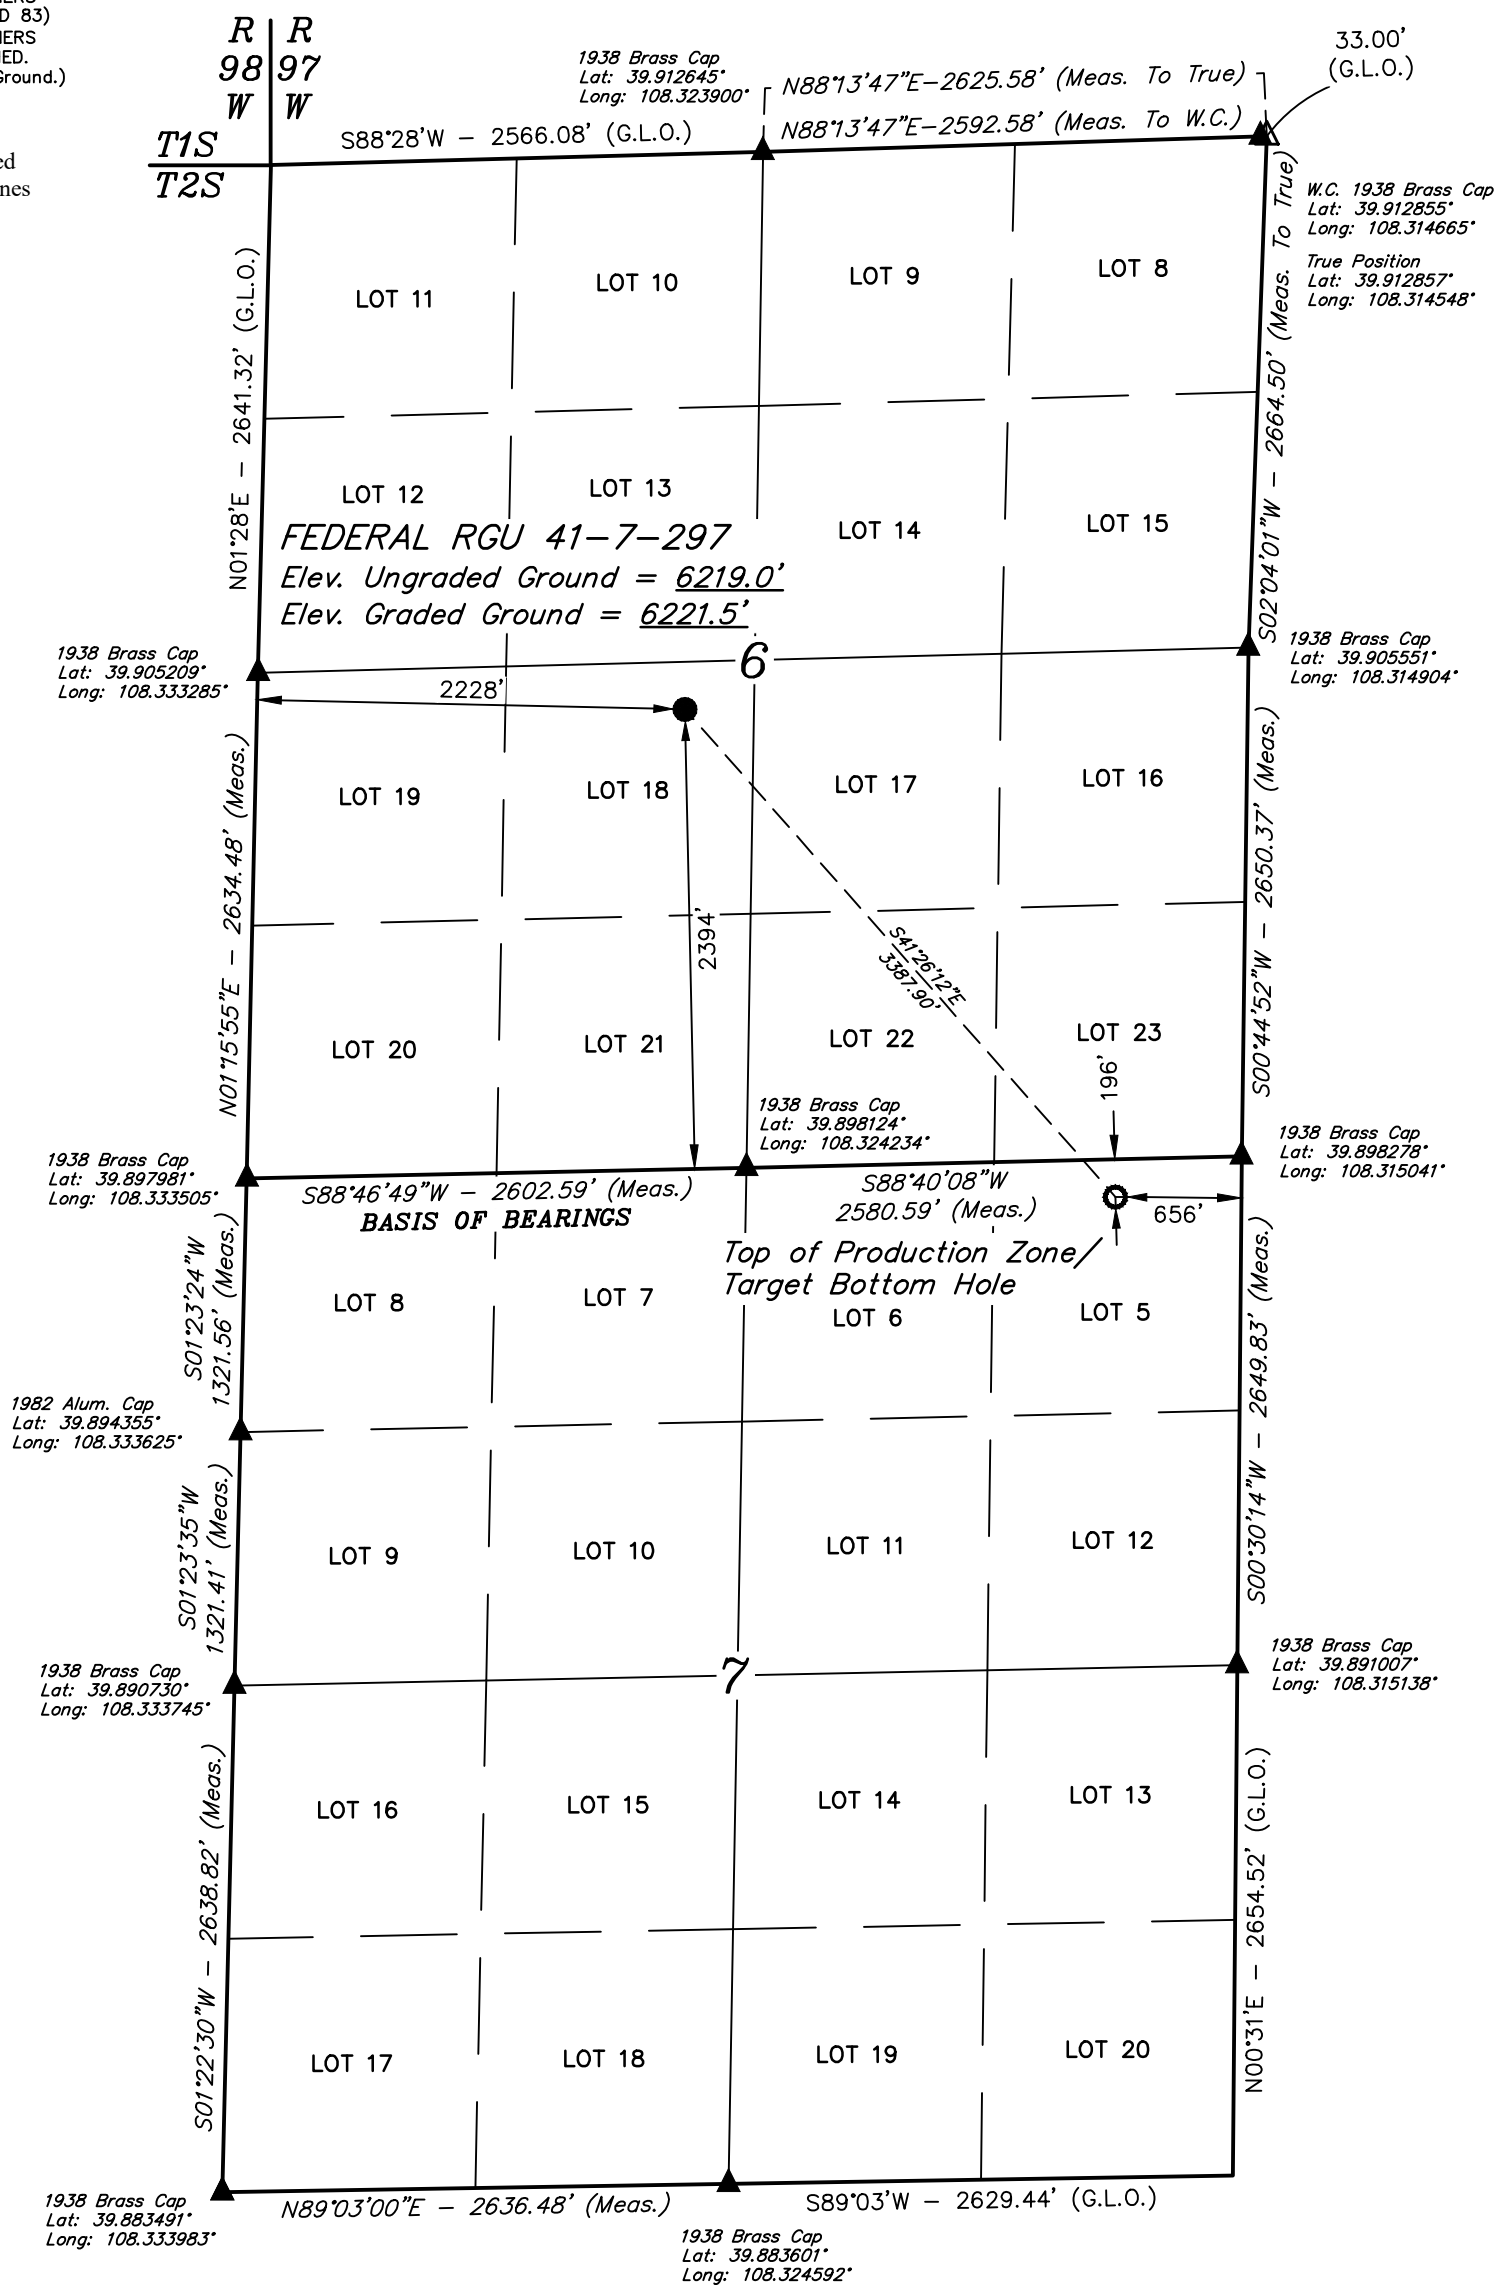 D 83)
ERS
ED.
Ground.)
ed
nes
R R
98 97
W W
T1S
T2S
1938 Brass Cap
Lat: 39.912645°
Long: 108.323900°
N88°13'47"E-2625.58' (Meas. To True)
N88°13'47"E-2592.58' (Meas. To W.C.)
S88°28'W - 2566.08' (G.L.O.)
33.00'
(G.L.O.)
W.C. 1938 Brass Cap
Lat: 39.912855°
Long: 108.314665°
True Position
Lat: 39.912857°
Long: 108.314548°
N01°28'E - 2641.32' (G.L.O.)
S02°04'01"W - 2664.50' (Meas. To True)
LOT 11
LOT 10
LOT 9
LOT 8
LOT 12
LOT 13
LOT 14
LOT 15
FEDERAL RGU 41-7-297
Elev. Ungraded Ground = 6219.0'
Elev. Graded Ground = 6221.5'
6
1938 Brass Cap
Lat: 39.905209°
Long: 108.333285°
1938 Brass Cap
Lat: 39.905551°
Long: 108.314904°
2228'
LOT 19
LOT 18
LOT 17
LOT 16
N01°15'55"E - 2634.48' (Meas.)
2394'
S41°26'12"E
3387.90'
S00°44'52"W - 2650.37' (Meas.)
LOT 20
LOT 21
LOT 22
LOT 23
196'
1938 Brass Cap
Lat: 39.898124°
Long: 108.324234°
1938 Brass Cap
Lat: 39.897981°
Long: 108.333505°
1938 Brass Cap
Lat: 39.898278°
Long: 108.315041°
S88°46'49"W - 2602.59' (Meas.)
BASIS OF BEARINGS
S88°40'08"W
2580.59' (Meas.)
656'
Top of Production Zone/
Target Bottom Hole
S01°23'24"W
1321.56' (Meas.)
LOT 8
LOT 7
LOT 6
LOT 5
S00°30'14"W - 2649.83' (Meas.)
1982 Alum. Cap
Lat: 39.894355°
Long: 108.333625°
S01°23'35"W
1321.41' (Meas.)
LOT 9
LOT 10
LOT 11
LOT 12
1938 Brass Cap
Lat: 39.890730°
Long: 108.333745°
7
1938 Brass Cap
Lat: 39.891007°
Long: 108.315138°
LOT 16
LOT 15
LOT 14
LOT 13
S01°22'30"W - 2638.82' (Meas.)
N00°31'E - 2654.52' (G.L.O.)
LOT 17
LOT 18
LOT 19
LOT 20
1938 Brass Cap
Lat: 39.883491°
Long: 108.333983°
N89°03'00"E - 2636.48' (Meas.)
S89°03'W - 2629.44' (G.L.O.)
1938 Brass Cap
Lat: 39.883601°
Long: 108.324592°